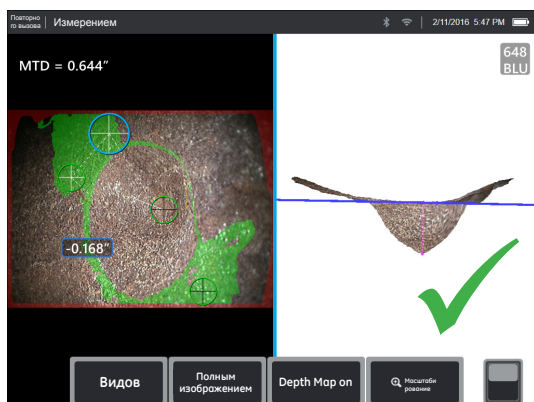 Повторно
го вызова
Измерением
2/11/2016 5:47 PM
MTD = 0.644"
648
BLU
-0.168"
Видов
Полным
изображением
Depth Map on
Масштаби
рование